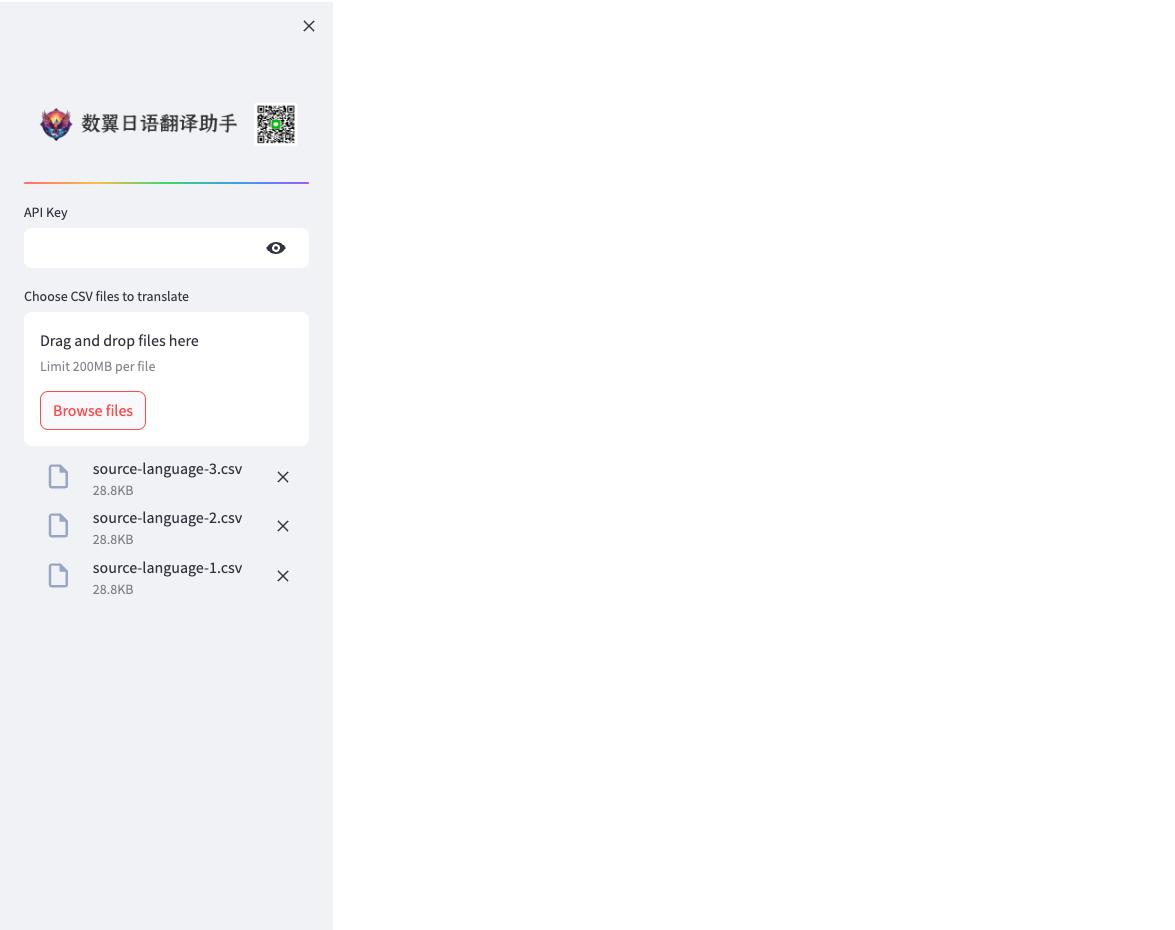 数翼日语翻译助手
API Key
Choose CSV files to translate
Drag and drop files here
Limit 200MB per file
Browse files
source-language-3.csv
28.8KB
source-language-2.csv
28.8KB
source-language-1.csv
28.8KB